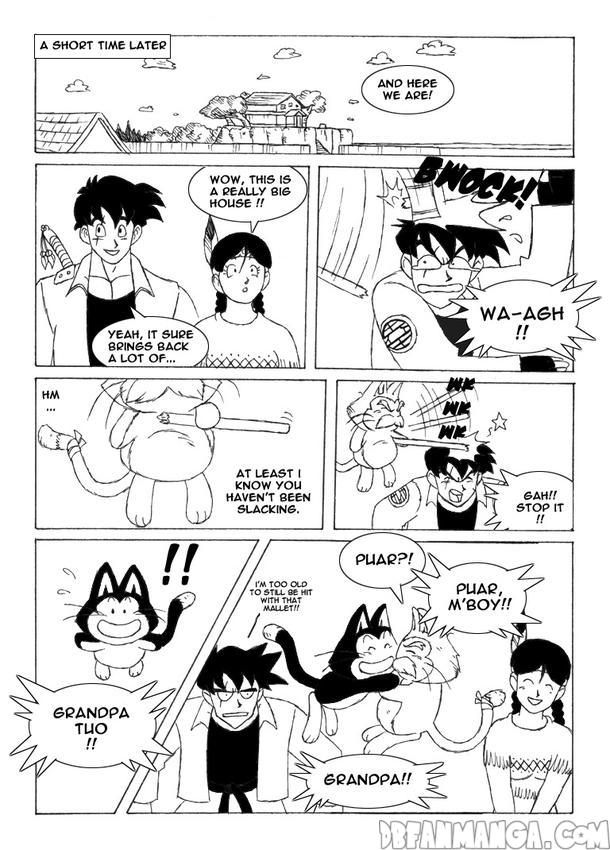 A SHORT TIME LATER
AND HERE
WE ARE!
WOW, THIS IS
A REALLY BIG
HOUSE !!
YEAH, IT SURE
BRINGS BACK
A LOT OF...
BWOCK!
WA-AGH
!!
HM
...
AT LEAST I
KNOW YOU
HAVEN'T BEEN
SLACKING.
WK
WK
WK
GAH!!
STOP IT
!!
!!
GRANDPA
TUO
!!
I'M TOO OLD
TO STILL BE HIT
WITH THAT
MALLET!!
PUAR?!
PUAR,
M'BOY!!
GRANDPA!!
DBFANMANGA.COM